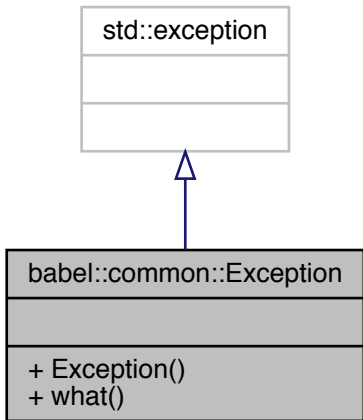 std::exception
babel::common::Exception
+ Exception()
+ what()